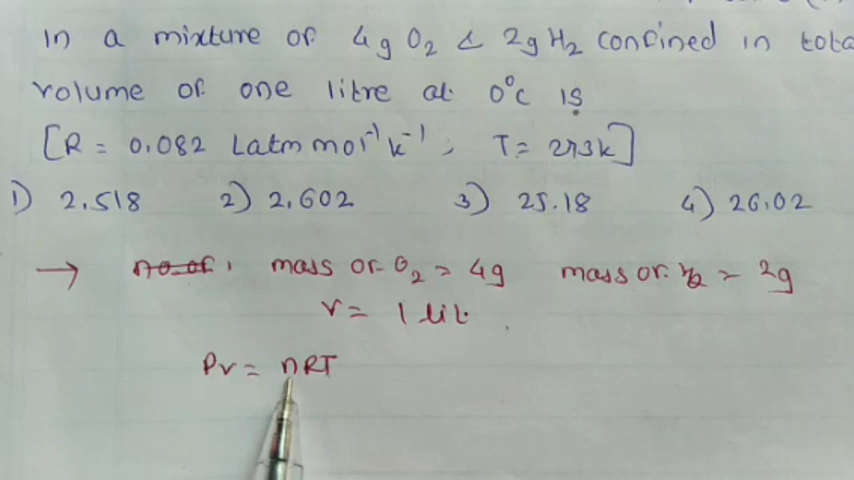 in a mixture of 4g O₂ & 2g H₂ confined in tota
volume of one litre at 0°C is
[R = 0.082 Latm mol⁻¹ k⁻¹, T = 273k]
1) 2.518 2) 2.602 3) 25.18 4) 26.02
→ no. of. mass of O₂ = 4g mass of H₂ = 2g
V = 1 lit.
PV = nRT